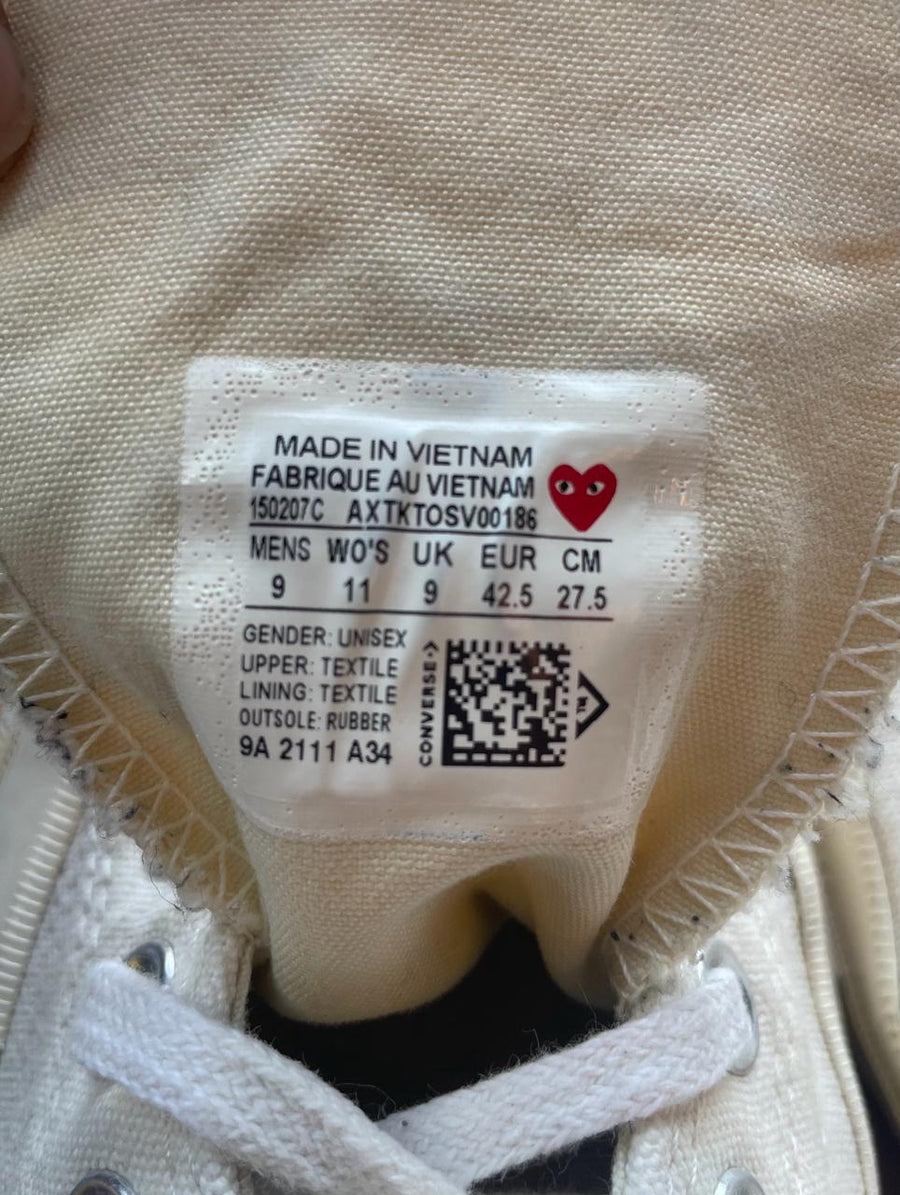 MADE IN VIETNAM
FABRIQUE AU VIETNAM
150207C AXTKTOSV00186
MENS WO'S UK EUR CM
9 11 9 42.5 27.5
GENDER: UNISEX
UPPER: TEXTILE
LINING: TEXTILE
OUTSOLE: RUBBER
9A 2111 A34
CONVERSE
TM